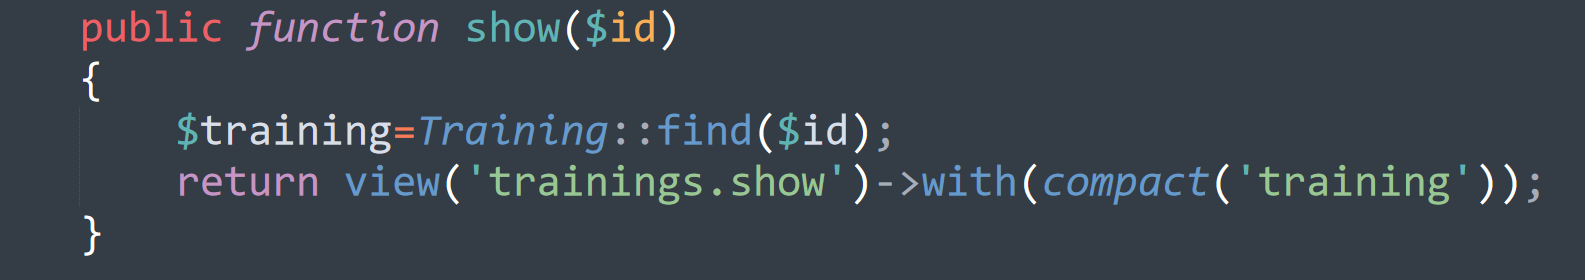 public function show($id)
{
$training=Training::find($id);
return view('trainings.show')->with(compact('training'));
}